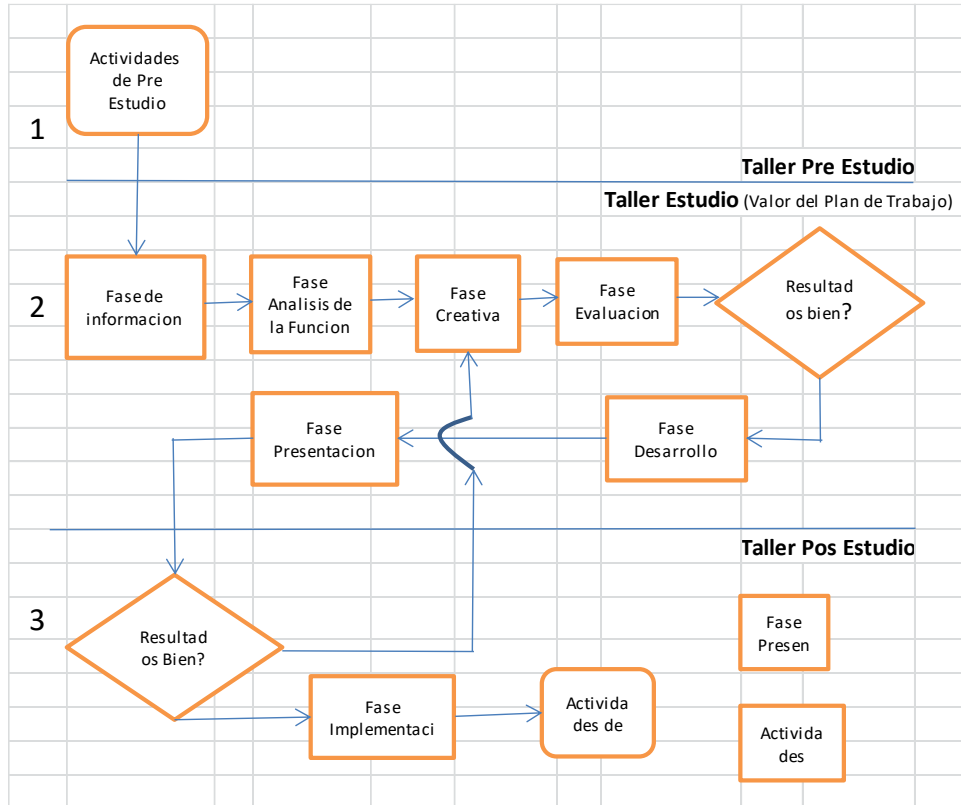 Actividades
de Pre
Estudio
1
Taller Pre Estudio
Taller Estudio (Valor del Plan de Trabajo)
2
Fase de
informacion
Fase
Analisis de
la Funcion
Fase
Creativa
Fase
Evaluacion
Resultad
os bien?
Fase
Presentacion
Fase
Desarrollo
Taller Pos Estudio
3
Resultad
os Bien?
Fase
Presen
Fase
Implementaci
Activida
des de
Activida
des